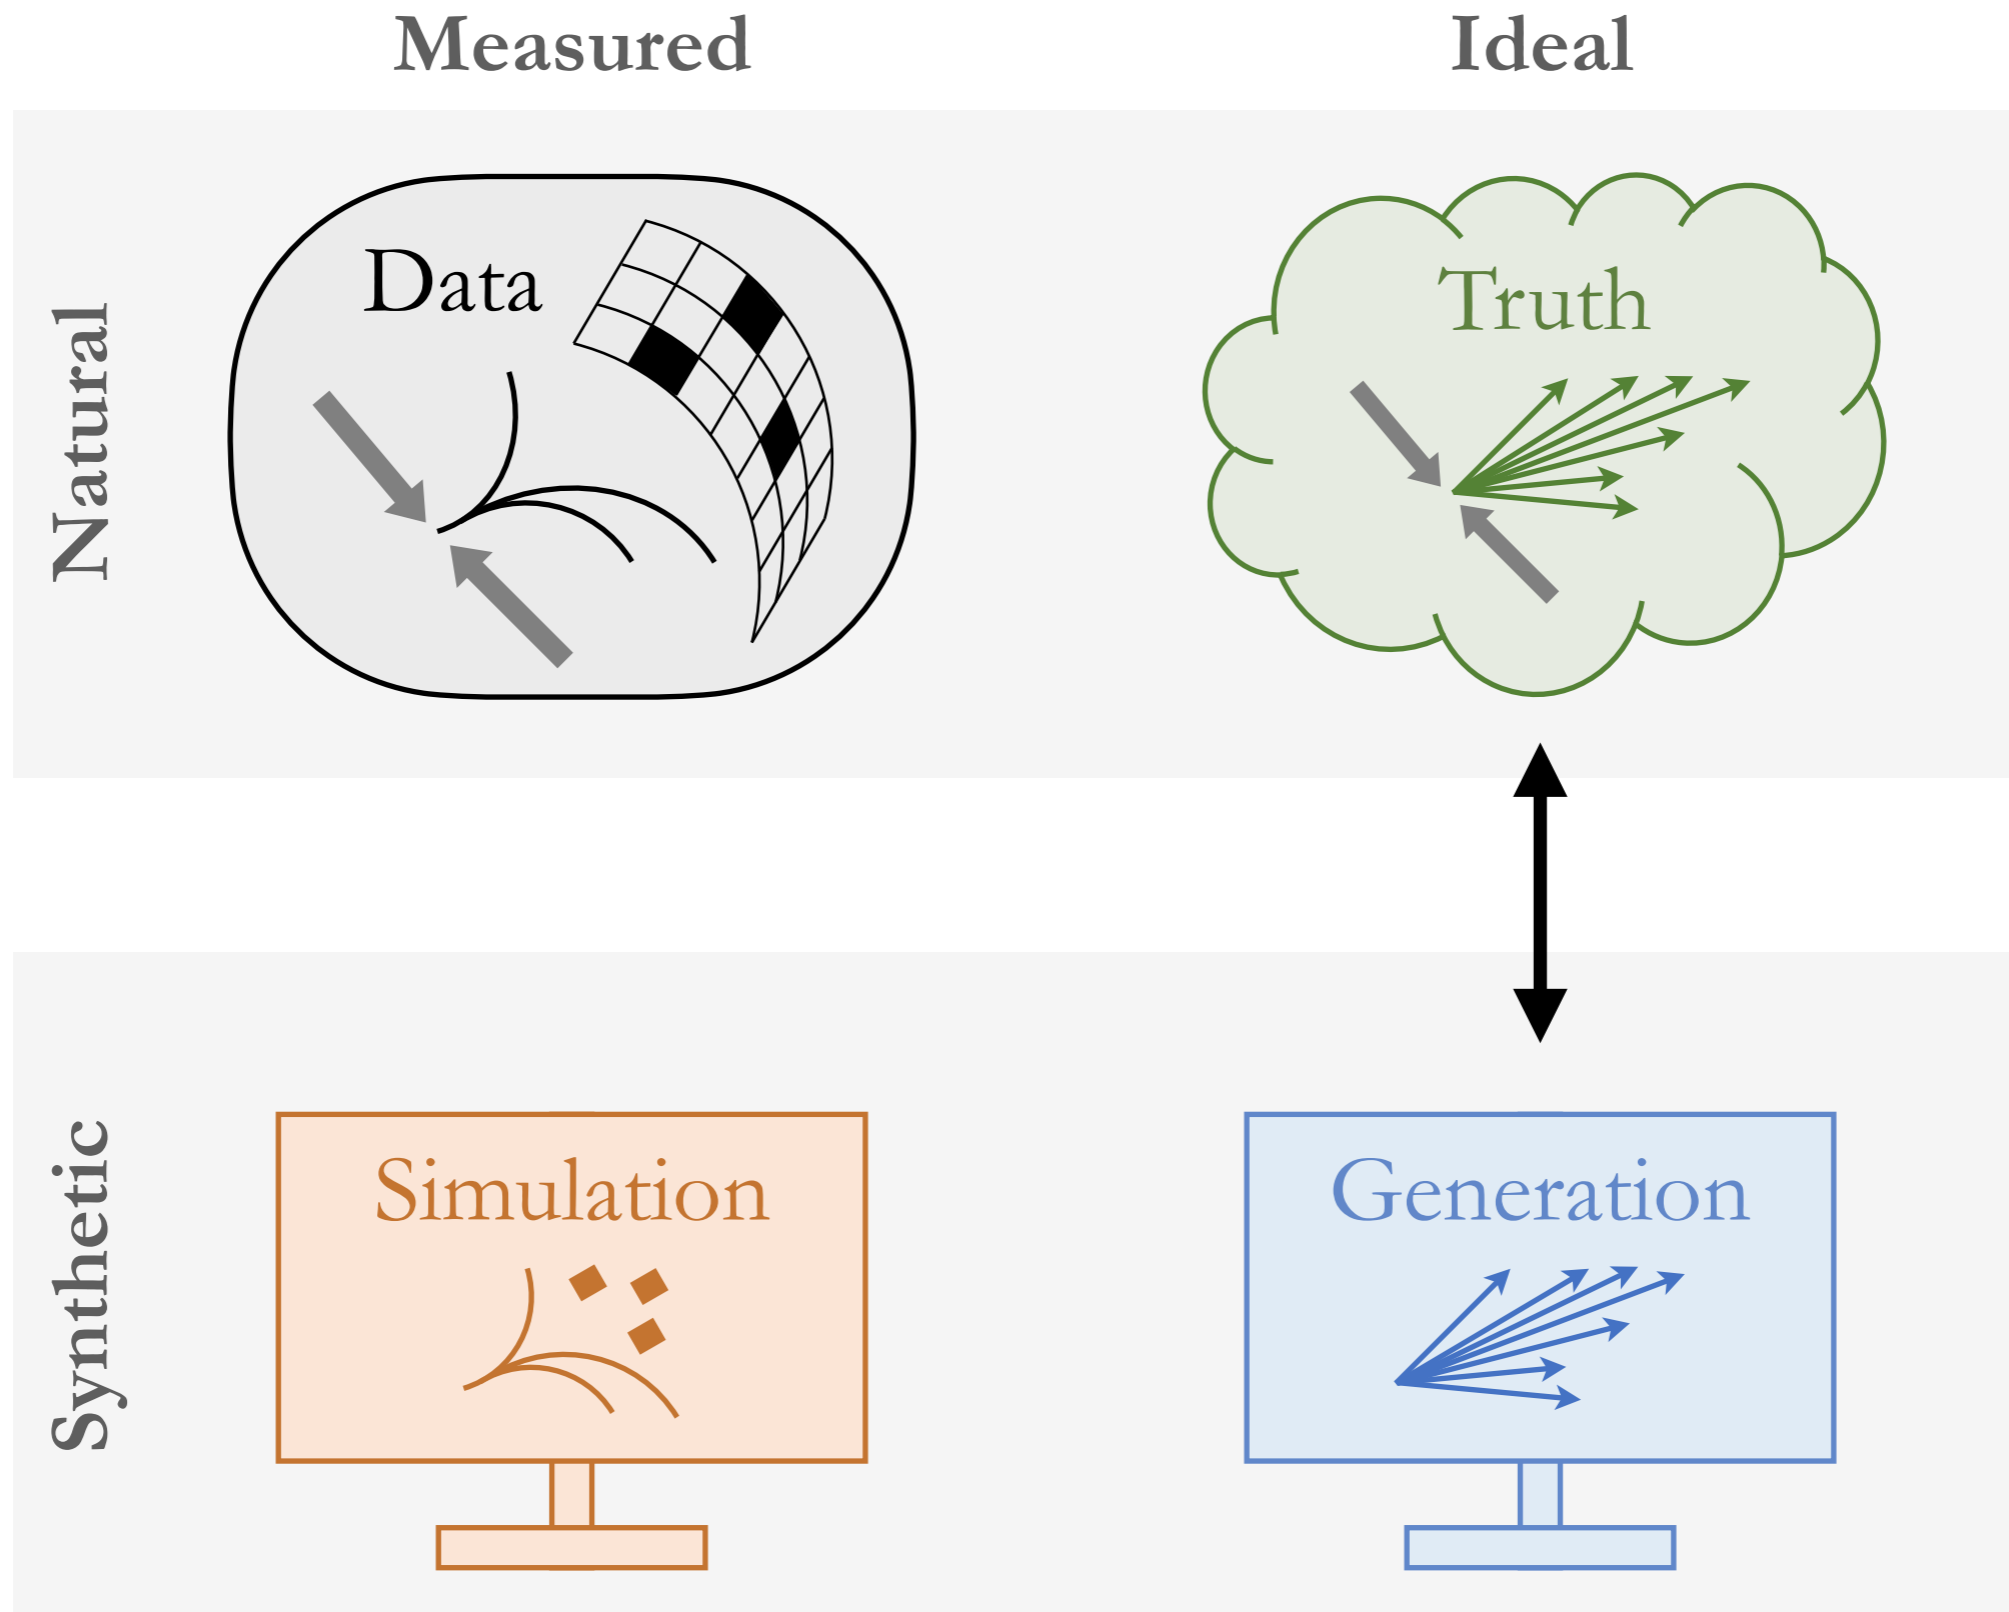 Measured
Ideal
Natural
Data
Truth
Synthetic
Simulation
Generation